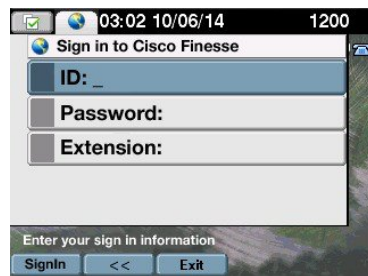 03:02 10/06/14 1200
Sign in to Cisco Finesse
ID: _
Password:
Extension:
Enter your sign in information
SignIn << Exit